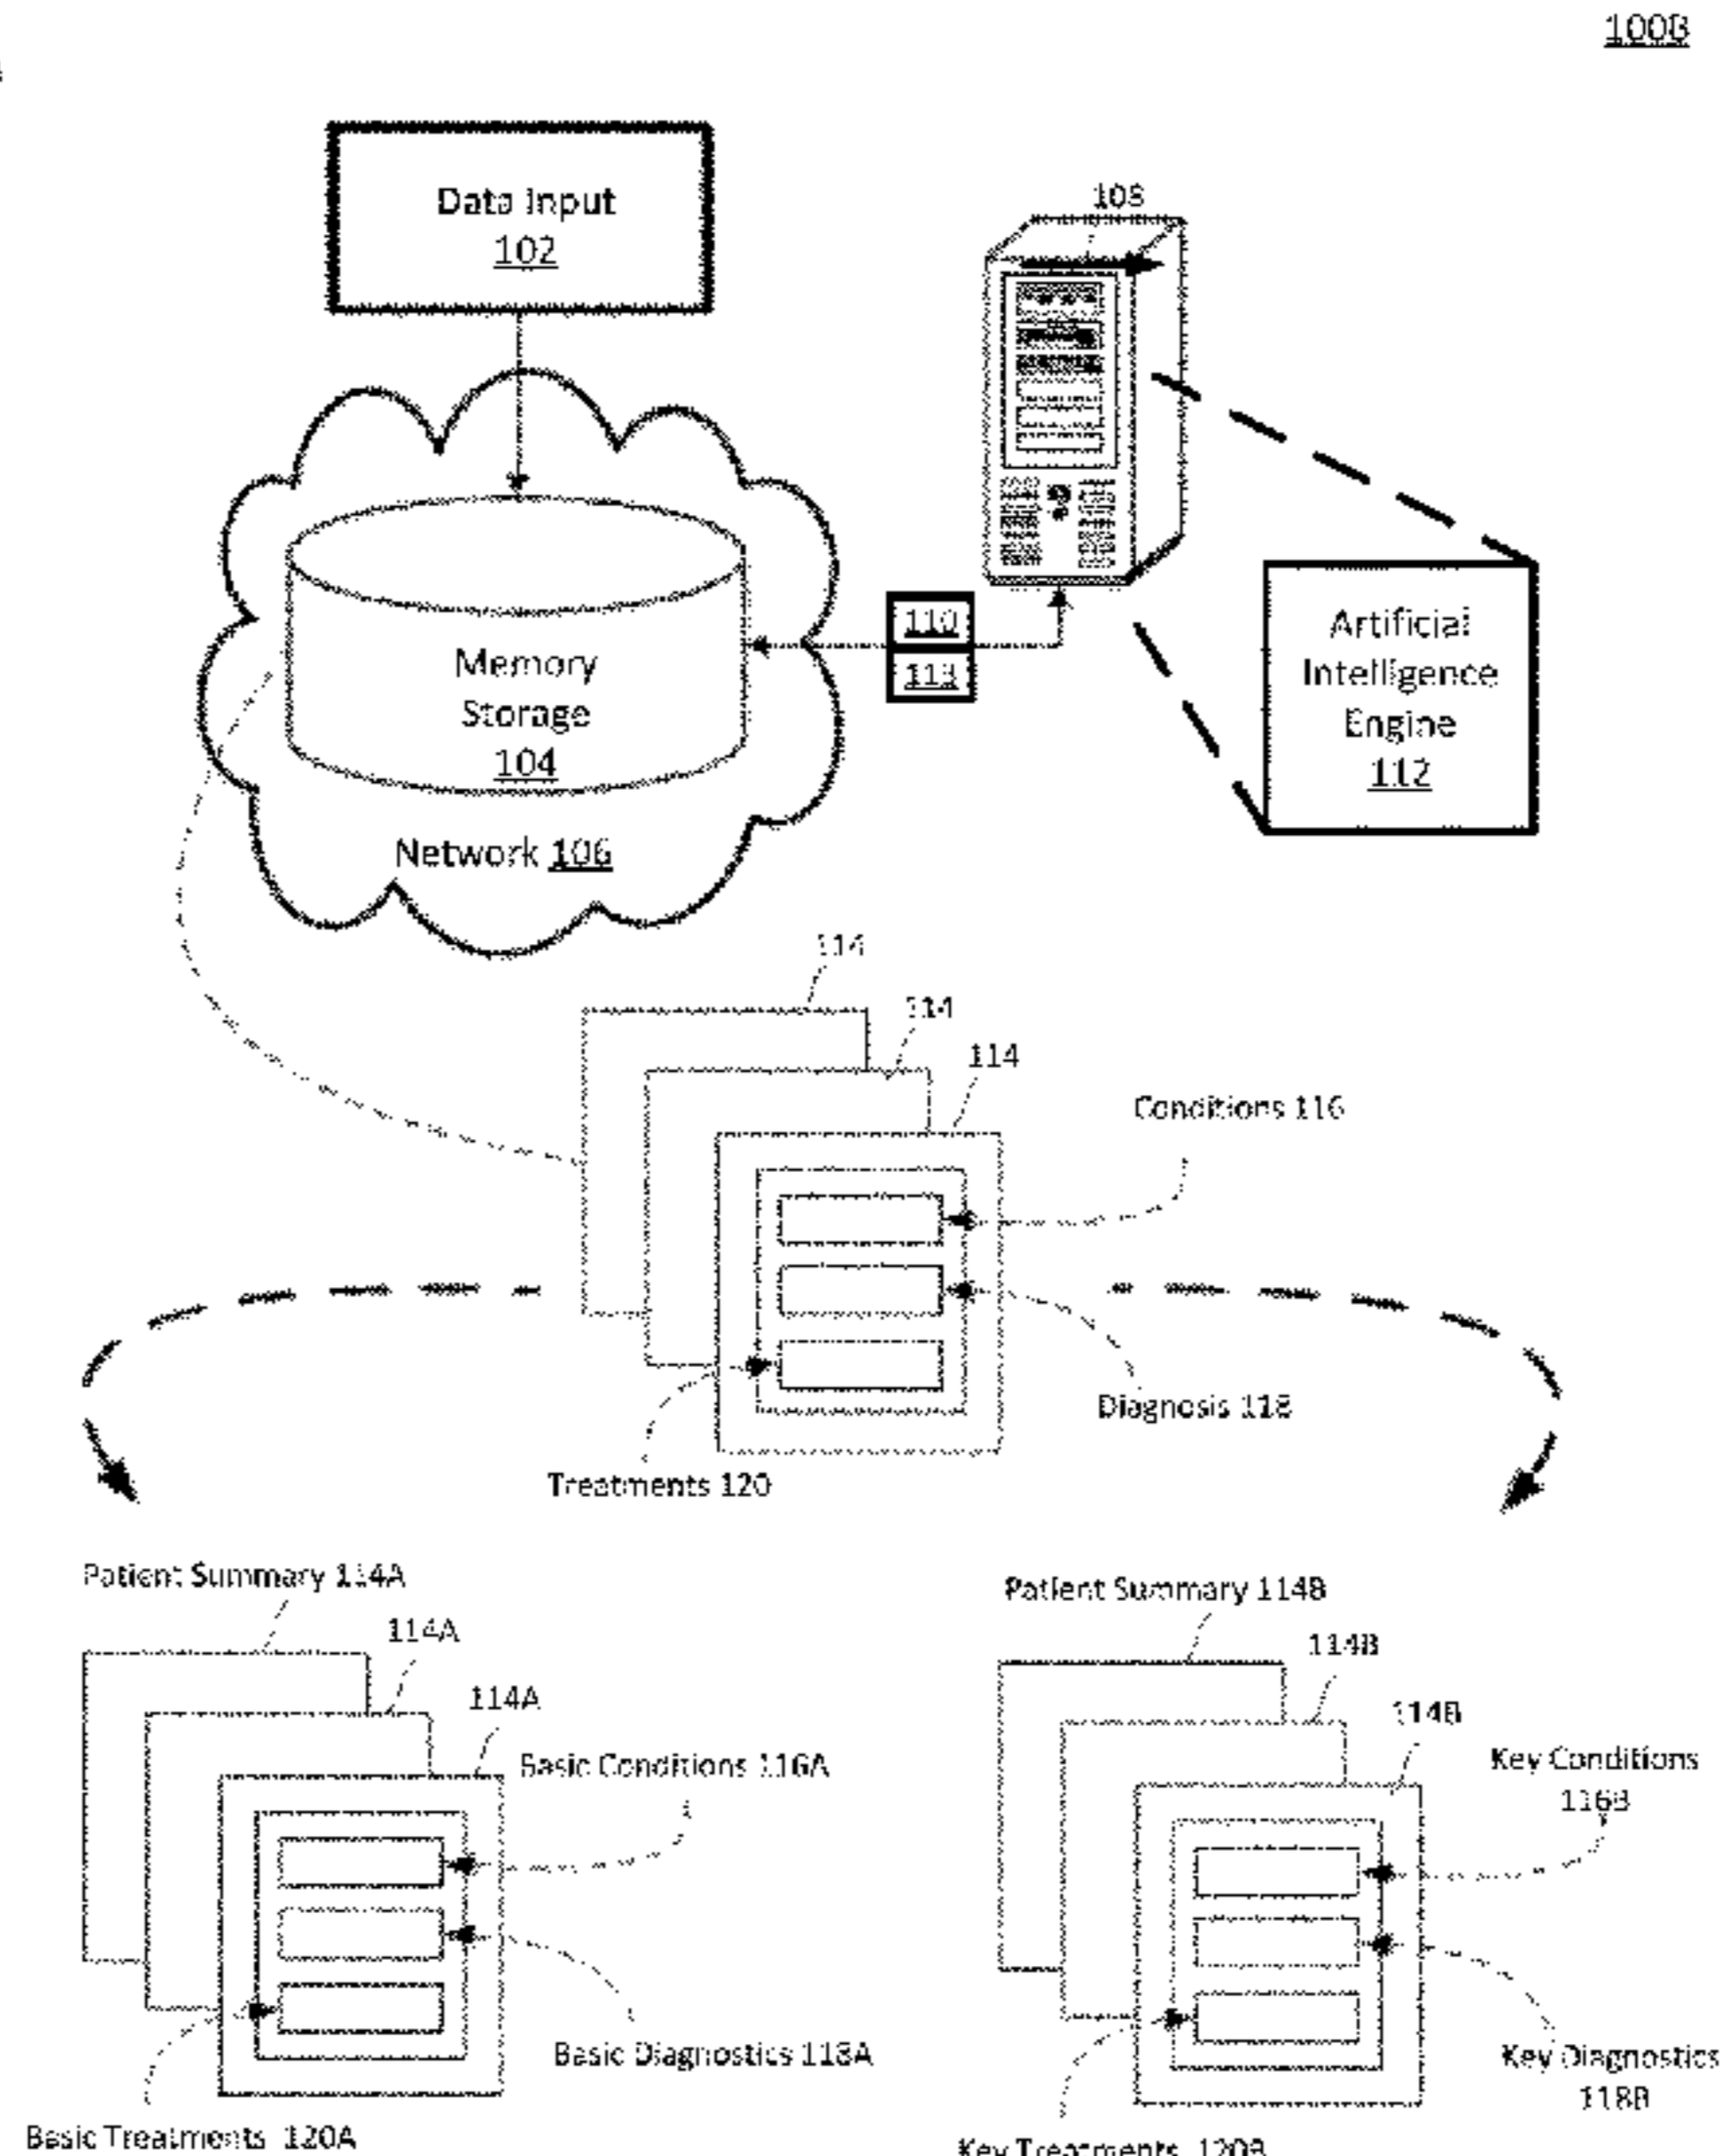 100B
Data Input
102
108
110
113
Memory
Storage
104
Artificial
Intelligence
Engine
112
Network 106
114
114
114
Conditions 116
Diagnosis 118
Treatments 120
Patient Summary 114A
114A
114A
Basic Conditions 116A
Basic Diagnostics 118A
Basic Treatments 120A
Patient Summary 114B
114B
114B
Key Conditions
116B
Key Diagnostics
118B
Key Treatments 120B